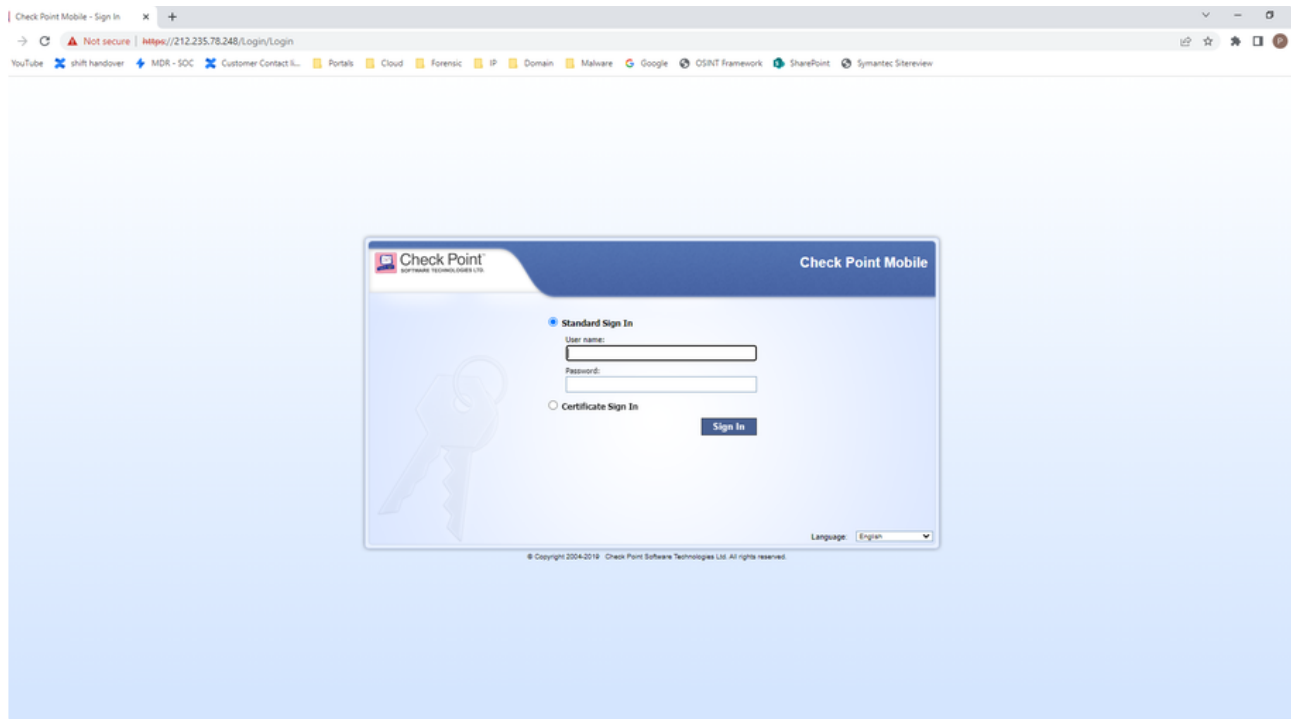 Check Point Mobile - Sign In
Not secure | https://212.235.78.248/Login/Login
YouTube shift handover MDR - SOC Customer Contact li... Portals Cloud Forensic IP Domain Malware Google OSINT Framework SharePoint Symantec Sitereview
Check Point
SOFTWARE TECHNOLOGIES LTD.
Check Point Mobile
Standard Sign In
User name:
Password:
Certificate Sign In
Sign In
Language: English
© Copyright 2004-2019 Check Point Software Technologies Ltd. All rights reserved.